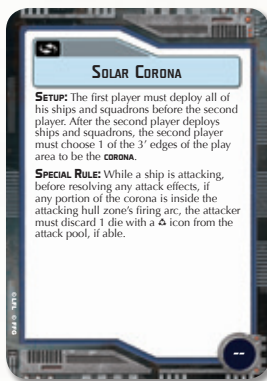 SOLAR CORONA
SETUP: The first player must deploy all of
his ships and squadrons before the second
player. After the second player deploys
ships and squadrons, the second player
must choose 1 of the 3' edges of the play
area to be the CORONA.
SPECIAL RULE: While a ship is attacking,
before resolving any attack effects, if
any portion of the corona is inside the
attacking hull zone's firing arc, the attacker
must discard 1 die with a icon from the
attack pool, if able.
© LFL © FFG
--